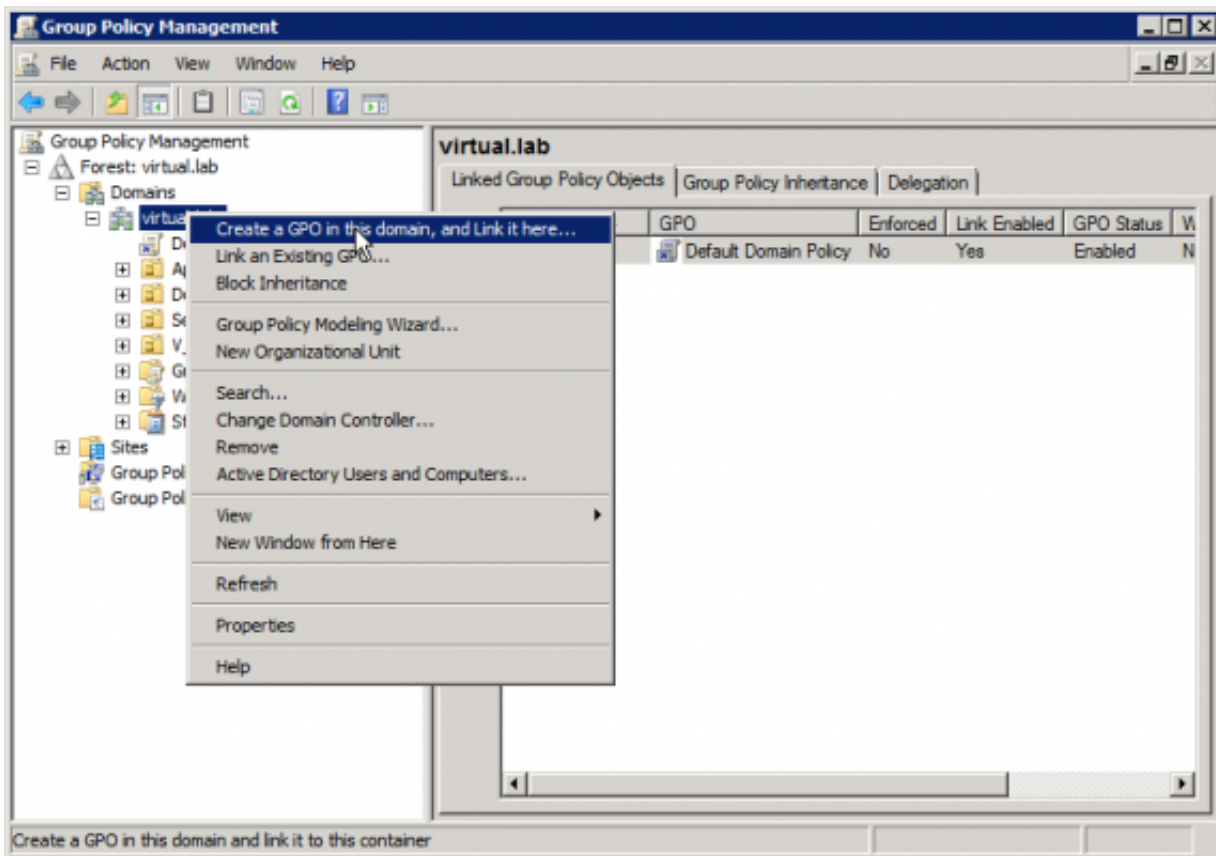 Group Policy Management
File Action View Window Help
Group Policy Management
Forest: virtual.lab
Domains
Sites
Group Pol
Group Pol
virtual.lab
Linked Group Policy Objects Group Policy Inheritance Delegation
GPO Enforced Link Enabled GPO Status W
Default Domain Policy No Yes Enabled N
Create a GPO in this domain, and Link it here...
Link an Existing GPO...
Block Inheritance
Group Policy Modeling Wizard...
New Organizational Unit
Search...
Change Domain Controller...
Remove
Active Directory Users and Computers...
View
New Window from Here
Refresh
Properties
Help
Create a GPO in this domain and link it to this container